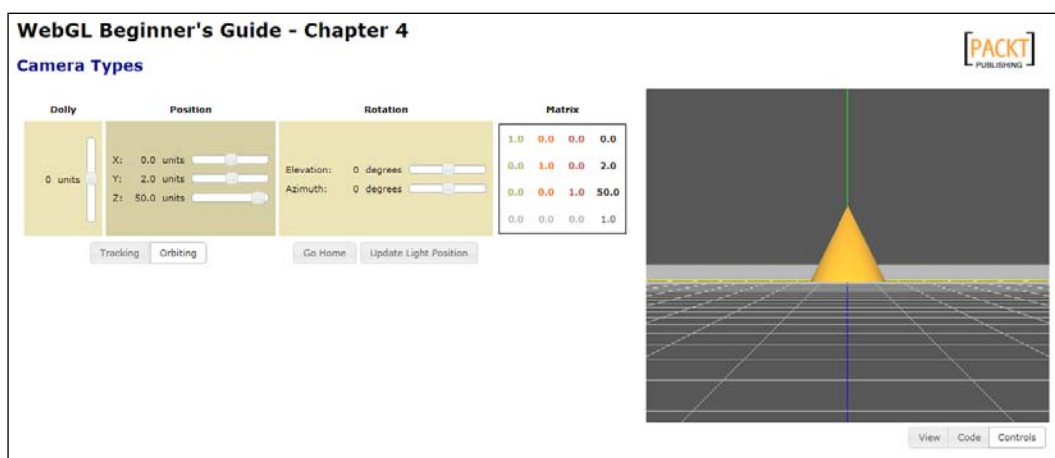 WebGL Beginner's Guide - Chapter 4
[PACKT]
PUBLISHING
Camera Types
Dolly Position Rotation Matrix
0 units
X: 0.0 units
Y: 2.0 units
Z: 50.0 units
Elevation: 0 degrees
Azimuth: 0 degrees
1.0 0.0 0.0 0.0
0.0 1.0 0.0 2.0
0.0 0.0 1.0 50.0
0.0 0.0 0.0 1.0
Tracking Orbiting
Go Home Update Light Position
View Code Controls